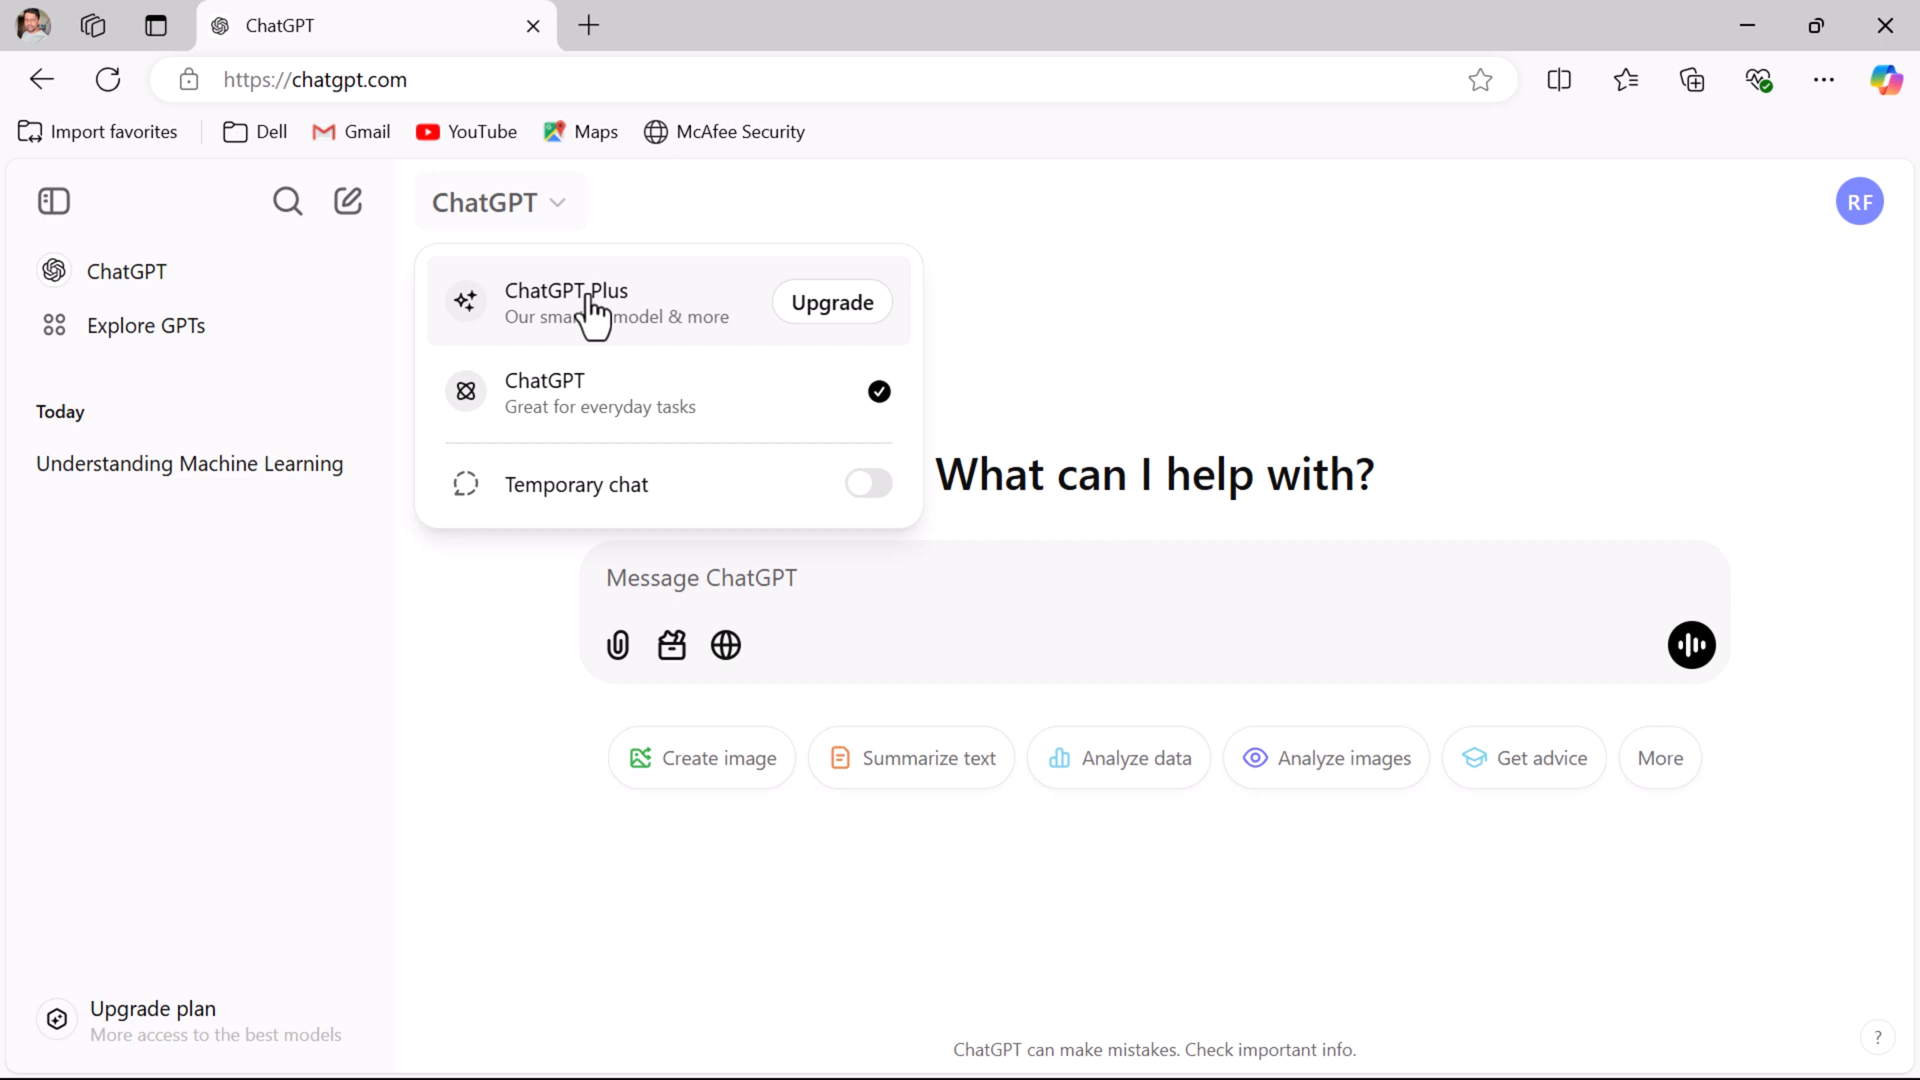 ChatGPT
https://chatgpt.com
Import favorites
Dell
Gmail
YouTube
Maps
McAfee Security
ChatGPT
RF
ChatGPT
Explore GPTs
Today
Understanding Machine Learning
ChatGPT Plus
Our model & more
Upgrade
ChatGPT
Great for everyday tasks
Temporary chat
What can I help with?
Message ChatGPT
Create image
Summarize text
Analyze data
Analyze images
Get advice
More
Upgrade plan
More access to the best models
ChatGPT can make mistakes. Check important info.
?